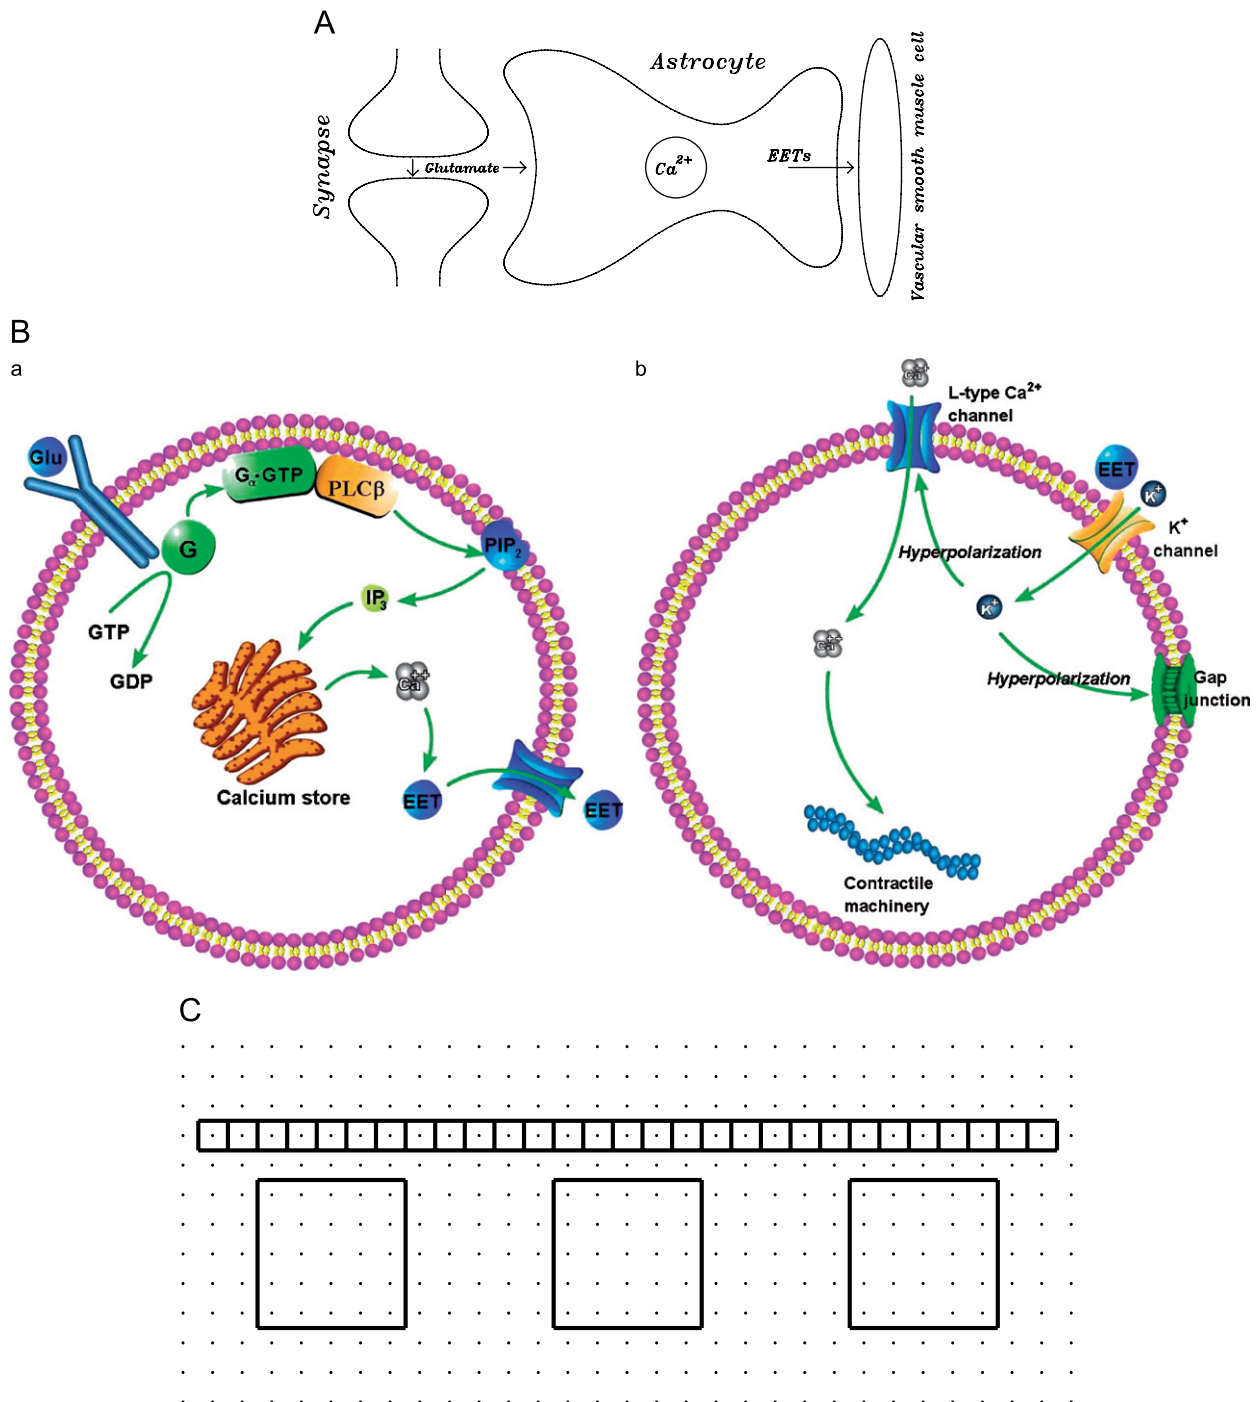 A
Synapse
Glutamate
Astrocyte
Ca2+
EETs
Vascular smooth muscle cell
B
a
Glu
Gα·GTP
PLCβ
G
PIP2
IP3
GTP
GDP
Ca++
Calcium store
EET
EET
b
Ca++
L-type Ca2+
channel
EET
K+
K+
channel
Hyperpolarization
K+
Ca++
Hyperpolarization
Gap
junction
Contractile
machinery
C